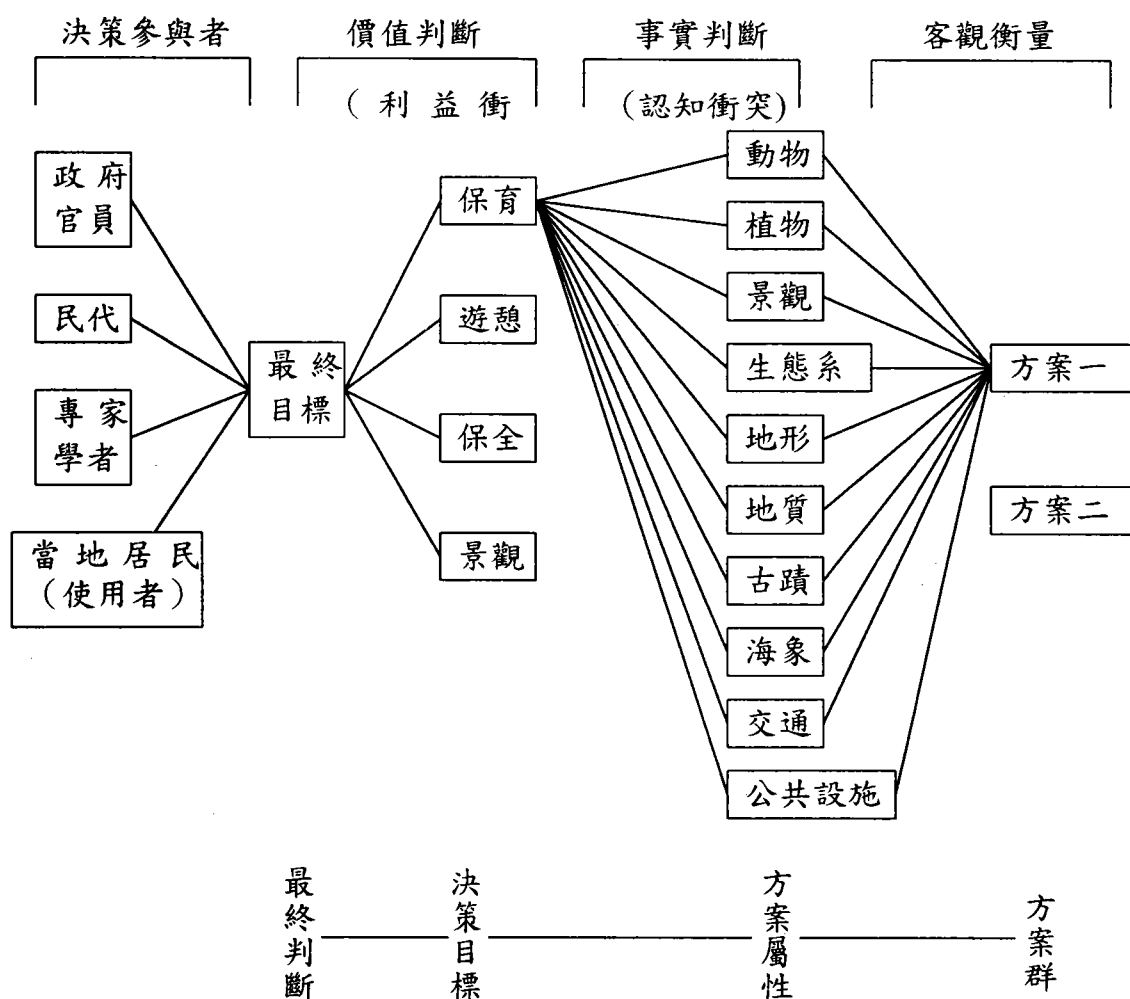 決策參與者 價值判斷 事實判斷 客觀衡量
(利益衝 (認知衝突)
政府
官員
民代
專家
學者
當地居民
(使用者)
最終
目標
保育
遊憩
保全
景觀
動物
植物
景觀
生態系
地形
地質
古蹟
海象
交通
公共設施
方案一
方案二
最終判斷
決策目標
方案屬性
方案群